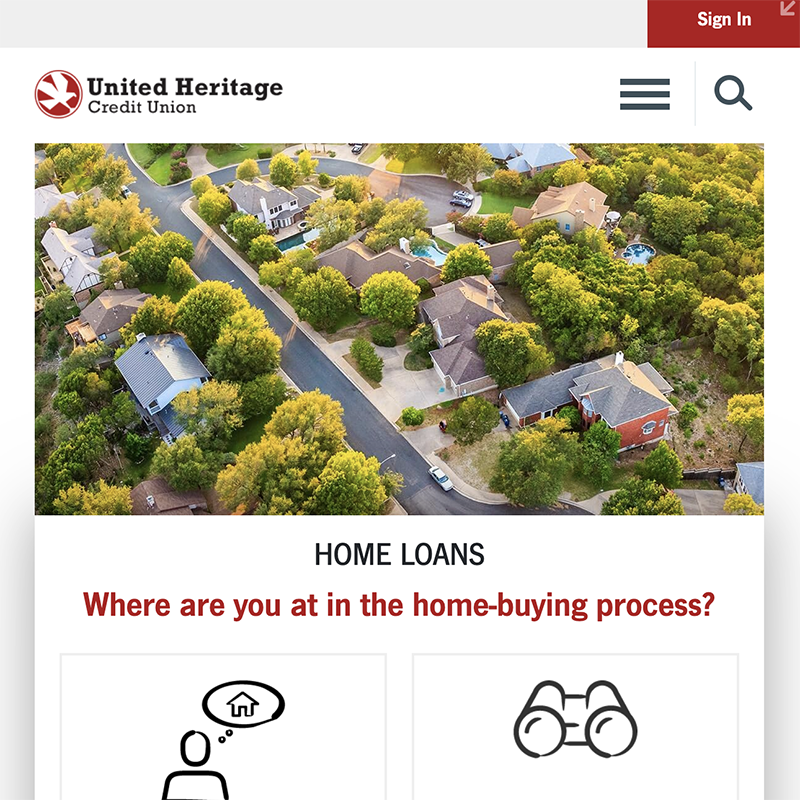 Sign In
United Heritage
Credit Union
HOME LOANS
Where are you at in the home-buying process?